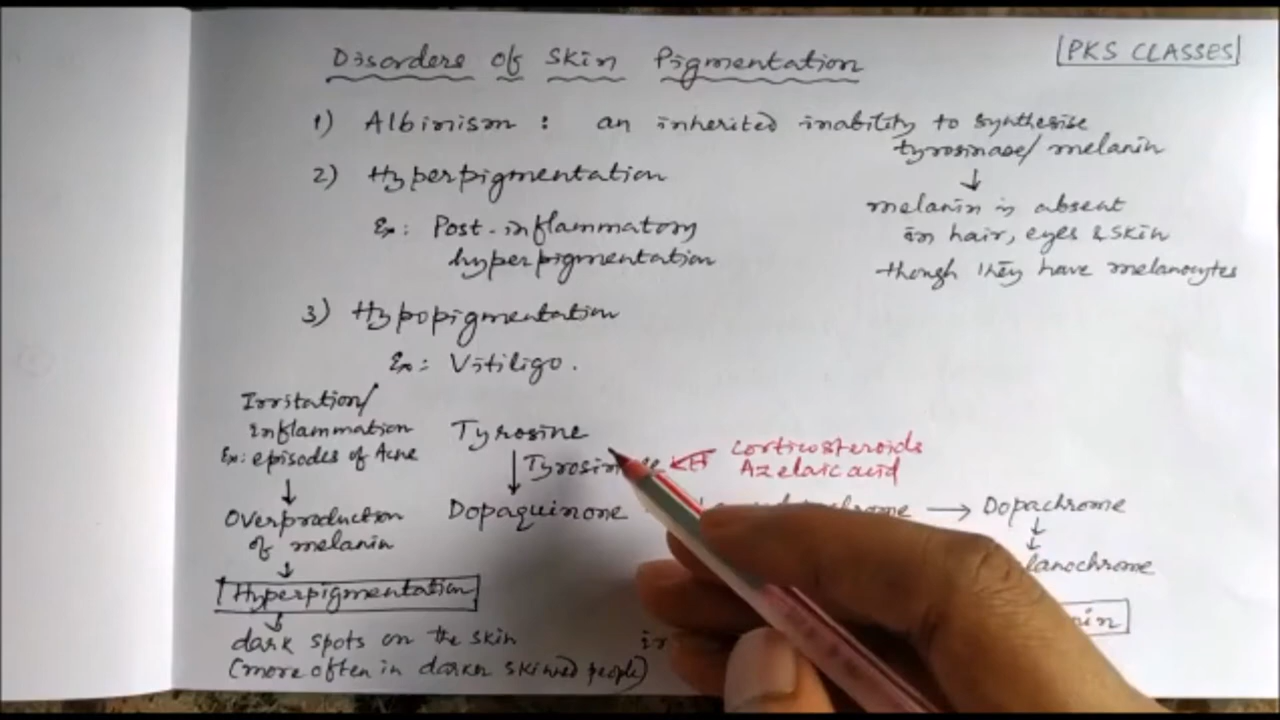 Disorders of Skin Pigmentation
PKS CLASSES
1) Albinism : an inherited inability to synthesise
tyrosinase/melanin
↓
melanin is absent
in hair, eyes & skin
though they have melanocytes
2) Hyperpigmentation
Ex: Post-inflammatory
hyperpigmentation
3) Hypopigmentation
Ex: Vitiligo.
Irritation/
inflammation
Ex: episodes of Acne
↓
Overproduction
of melanin
↓
Hyperpigmentation
↓
dark spots on the skin
(more often in darker skinned people)
Tyrosine
↓
Dopaquinone
Corticosteroids
Azelaic acid
→ Dopachrome
↓
↓